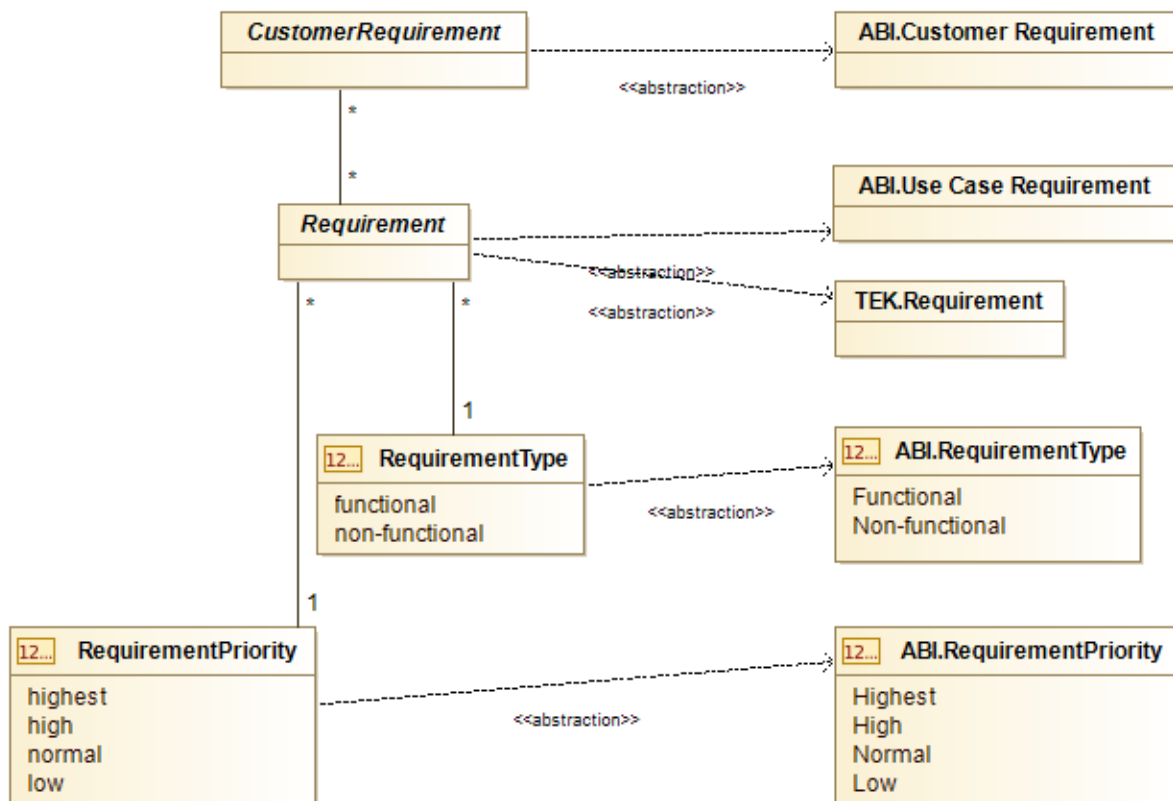 CustomerRequirement
ABI.Customer Requirement
<<abstraction>>
*
*
ABI.Use Case Requirement
Requirement
<<abstraction>>
TEK.Requirement
*
*
<<abstraction>>
1
12... RequirementType
functional
non-functional
12... ABI.RequirementType
Functional
Non-functional
<<abstraction>>
1
12... RequirementPriority
highest
high
normal
low
12... ABI.RequirementPriority
Highest
High
Normal
Low
<<abstraction>>